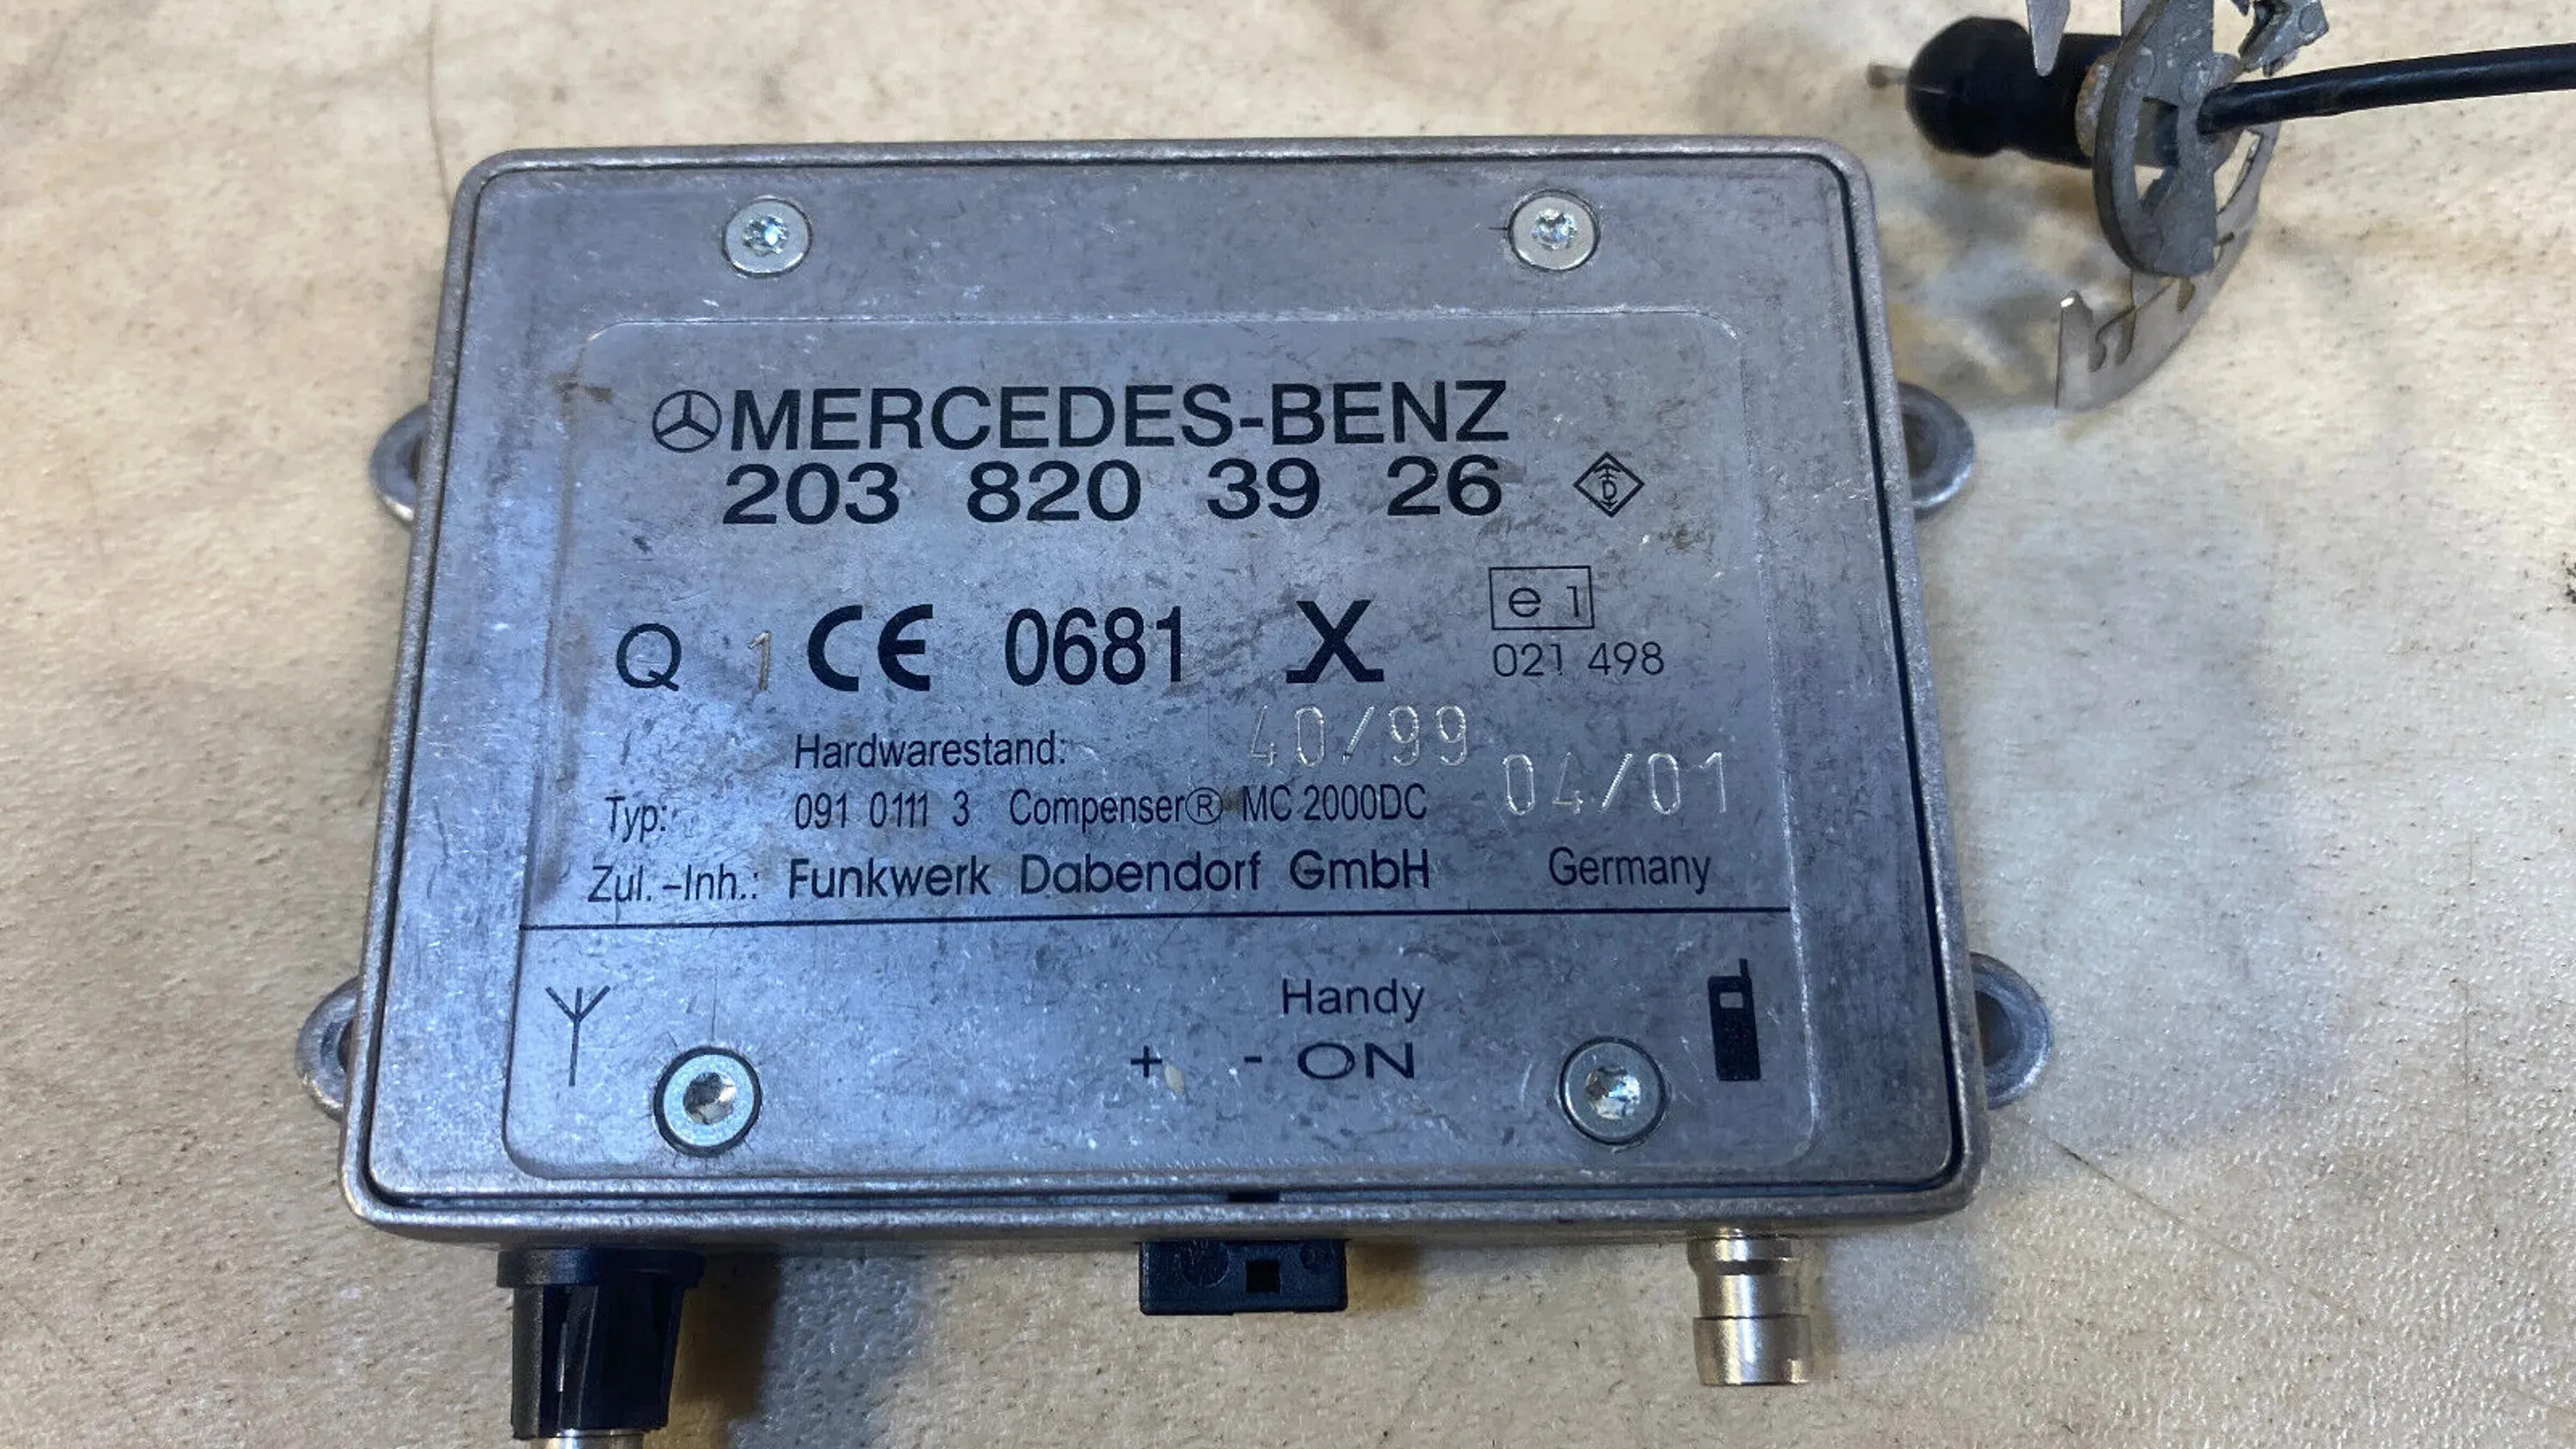 MERCEDES-BENZ
203 820 39 26
Q 1 CE 0681 X e 1
021 498
Hardwarestand: 40/99
04/01
Typ: 091 0111 3 Compenser® MC 2000DC
Zul.-Inh.: Funkwerk Dabendorf GmbH Germany
Handy
+ - ON